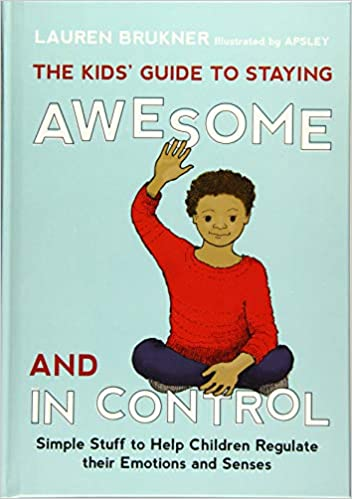 LAUREN BRUKNER Illustrated by APSLEY
THE KIDS' GUIDE TO STAYING
AWESOME
AND
IN CONTROL
Simple Stuff to Help Children Regulate
their Emotions and Senses